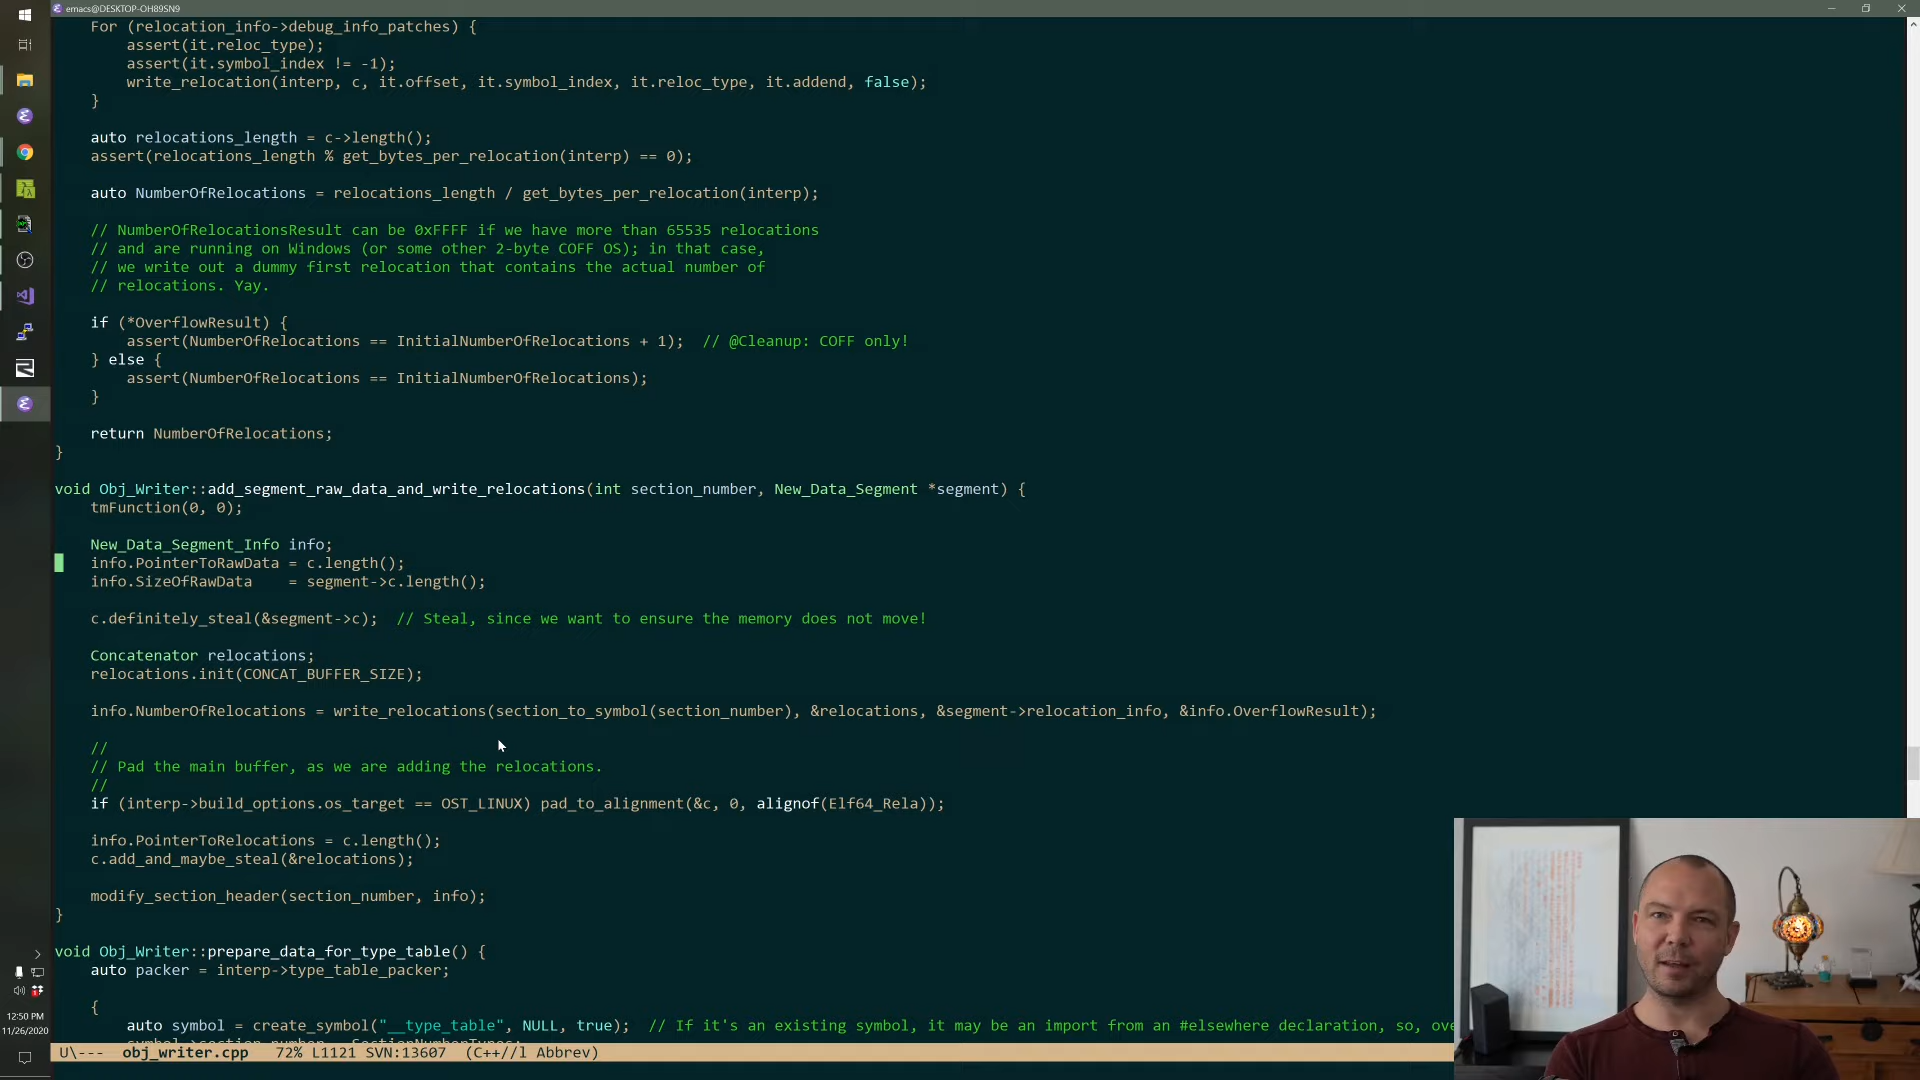 emacs@DESKTOP-OH89SN9
For (relocation_info->debug_info_patches) {
assert(it.reloc_type);
assert(it.symbol_index != -1);
write_relocation(interp, c, it.offset, it.symbol_index, it.reloc_type, it.addend, false);
}
auto relocations_length = c->length();
assert(relocations_length % get_bytes_per_relocation(interp) == 0);
auto NumberOfRelocations = relocations_length / get_bytes_per_relocation(interp);
// NumberOfRelocationsResult can be 0xFFFF if we have more than 65535 relocations
// and are running on Windows (or some other 2-byte COFF OS); in that case,
// we write out a dummy first relocation that contains the actual number of
// relocations. Yay.
if (*OverflowResult) {
assert(NumberOfRelocations == InitialNumberOfRelocations + 1);  // @Cleanup: COFF only!
} else {
assert(NumberOfRelocations == InitialNumberOfRelocations);
}
return NumberOfRelocations;
}
void Obj_Writer::add_segment_raw_data_and_write_relocations(int section_number, New_Data_Segment *segment) {
tmFunction(0, 0);
New_Data_Segment_Info info;
info.PointerToRawData = c.length();
info.SizeOfRawData    = segment->c.length();
c.definitely_steal(&segment->c);  // Steal, since we want to ensure the memory does not move!
Concatenator relocations;
relocations.init(CONCAT_BUFFER_SIZE);
info.NumberOfRelocations = write_relocations(section_to_symbol(section_number), &relocations, &segment->relocation_info, &info.OverflowResult);
//
// Pad the main buffer, as we are adding the relocations.
//
if (interp->build_options.os_target == OST_LINUX) pad_to_alignment(&c, 0, alignof(Elf64_Rela));
info.PointerToRelocations = c.length();
c.add_and_maybe_steal(&relocations);
modify_section_header(section_number, info);
}
void Obj_Writer::prepare_data_for_type_table() {
auto packer = interp->type_table_packer;
{
auto symbol = create_symbol("__type_table", NULL, true);  // If it's an existing symbol, it may be an import from an #elsewhere declaration, so, ove
12:50 PM
11/26/2020
U\---  obj_writer.cpp   72% L1121 SVN:13607  (C++//l Abbrev)